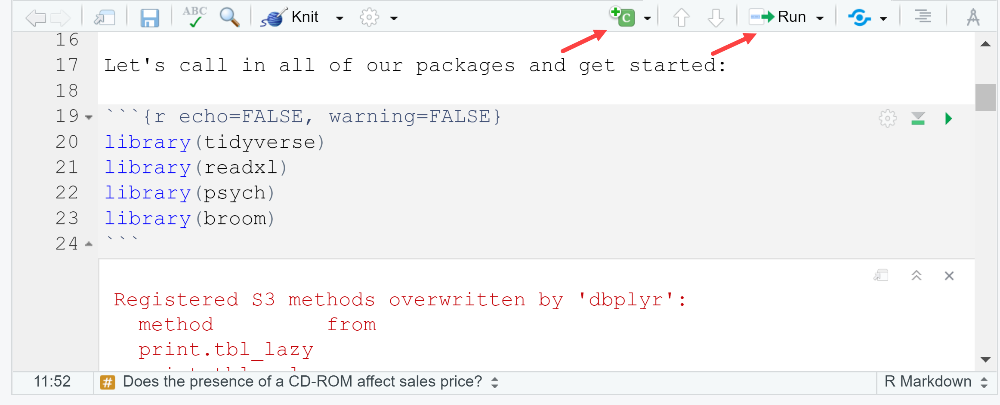 ABC Knit C Run
16
17 Let's call in all of our packages and get started:
18
19 ```{r echo=FALSE, warning=FALSE}
20 library(tidyverse)
21 library(readxl)
22 library(psych)
23 library(broom)
24 ```
Registered S3 methods overwritten by 'dbplyr':
method from
print.tbl_lazy
11:52 # Does the presence of a CD-ROM affect sales price? R Markdown